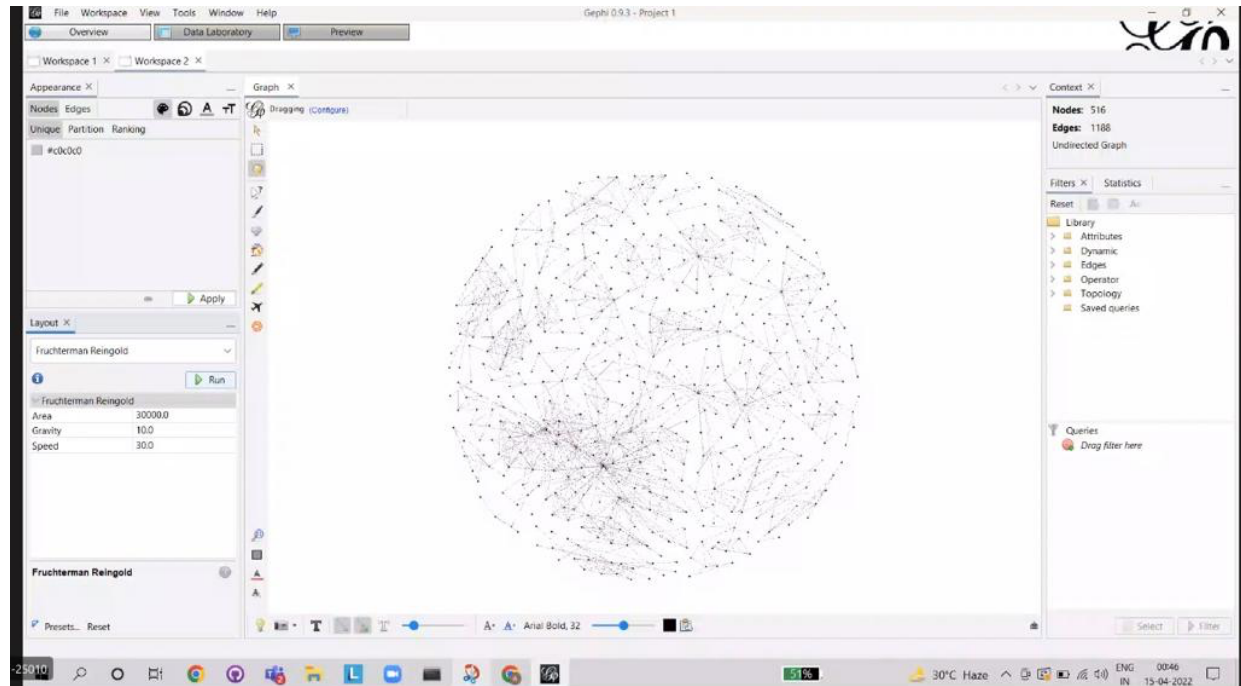 File Workspace View Tools Window Help
Gephi 0.9.3 - Project 1
Overview Data Laboratory Preview
Workspace 1 × Workspace 2 ×
Appearance ×
Nodes Edges
Unique Partition Ranking
#c0c0c0
Apply
Layout ×
Fruchterman Reingold
Run
Fruchterman Reingold
Area 30000.0
Gravity 10.0
Speed 30.0
Fruchterman Reingold
Presets... Reset
Graph ×
Dragging (Configure)
Arial Bold, 32
Context ×
Nodes: 516
Edges: 1188
Undirected Graph
Filters × Statistics
Reset
Library
Attributes
Dynamic
Edges
Operator
Topology
Saved queries
Queries
Drag filter here
Select Filter
-25010
51%
30°C Haze
ENG
IN
00:46
15-04-2022